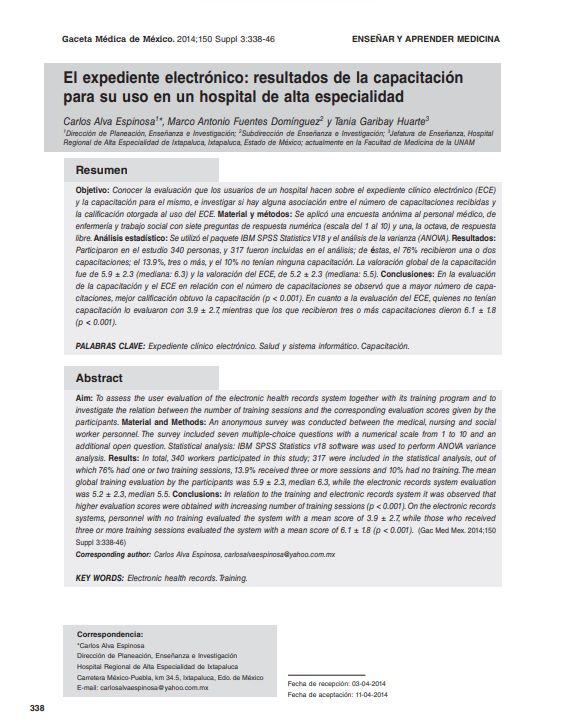 Gaceta Médica de México. 2014;150 Suppl 3:338-46
ENSEÑAR Y APRENDER MEDICINA
El expediente electrónico: resultados de la capacitación
para su uso en un hospital de alta especialidad
Carlos Alva Espinosa1*, Marco Antonio Fuentes Domínguez2 y Tania Garibay Huarte3
1Dirección de Planeación, Enseñanza e Investigación; 2Subdirección de Enseñanza e Investigación; 3Jefatura de Enseñanza, Hospital
Regional de Alta Especialidad de Ixtapaluca, Ixtapaluca, Estado de México; actualmente en la Facultad de Medicina de la UNAM
Resumen
Objetivo: Conocer la evaluación que los usuarios de un hospital hacen sobre el expediente clínico electrónico (ECE)
y la capacitación para el mismo, e investigar si hay alguna asociación entre el número de capacitaciones recibidas y
la calificación otorgada al uso del ECE. Material y métodos: Se aplicó una encuesta anónima al personal médico, de
enfermería y trabajo social con siete preguntas de respuesta numérica (escala del 1 al 10) y una, la octava, de respuesta
libre. Análisis estadístico: Se utilizó el paquete IBM SPSS Statistics V18 y el análisis de la varianza (ANOVA). Resultados:
Participaron en el estudio 340 personas, y 317 fueron incluidas en el análisis; de éstas, el 76% recibieron una o dos
capacitaciones; el 13.9%, tres o más, y el 10% no tenían ninguna capacitación. La valoración global de la capacitación
fue de 5.9 ± 2.3 (mediana: 6.3) y la valoración del ECE, de 5.2 ± 2.3 (mediana: 5.5). Conclusiones: En la evaluación
de la capacitación y el ECE en relación con el número de capacitaciones se observó que a mayor número de capa-
citaciones, mejor calificación obtuvo la capacitación (p < 0.001). En cuanto a la evaluación del ECE, quienes no tenían
capacitación lo evaluaron con 3.9 ± 2.7, mientras que los que recibieron tres o más capacitaciones dieron 6.1 ± 1.8
(p < 0.001).
PALABRAS CLAVE: Expediente clínico electrónico. Salud y sistema informático. Capacitación.
Abstract
Aim: To assess the user evaluation of the electronic health records system together with its training program and to
investigate the relation between the number of training sessions and the corresponding evaluation scores given by the
participants. Material and Methods: An anonymous survey was conducted between the medical, nursing and social
worker personnel. The survey included seven multiple-choice questions with a numerical scale from 1 to 10 and an
additional open question. Statistical analysis: IBM SPSS Statistics v18 software was used to perform ANOVA variance
analysis. Results: In total, 340 workers participated in this study; 317 were included in the statistical analysis, out of
which 76% had one or two training sessions, 13.9% received three or more sessions and 10% had no training. The mean
global training evaluation by the participants was 5.9 ± 2.3, median 6.3, while the electronic records system evaluation
was 5.2 ± 2.3, median 5.5. Conclusions: In relation to the training and electronic records system it was observed that
higher evaluation scores were obtained with increasing number of training sessions (p < 0.001). On the electronic records
systems, personnel with no training evaluated the system with a mean score of 3.9 ± 2.7, while those who received
three or more training sessions evaluated the system with a mean score of 6.1 ± 1.8 (p < 0.001). (Gac Med Mex. 2014;150
Suppl 3:338-46)
Corresponding author: Carlos Alva Espinosa, carlosalvaespinosa@yahoo.com.mx
KEY WORDS: Electronic health records. Training.
Correspondencia:
*Carlos Alva Espinosa
Dirección de Planeación, Enseñanza e Investigación
Hospital Regional de Alta Especialidad de Ixtapaluca
Carretera México-Puebla, km 34.5, Ixtapaluca, Edo. de México
E-mail: carlosalvaespinosa@yahoo.com.mx
Fecha de recepción: 03-04-2014
Fecha de aceptación: 11-04-2014
338